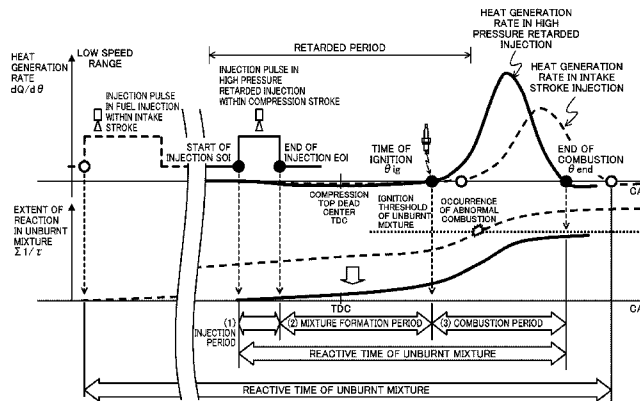 HEAT
GENERATION
RATE
dQ/dθ
LOW SPEED
RANGE
INJECTION PULSE
IN FUEL INJECTION
WITHIN INTAKE
STROKE
RETARDED PERIOD
INJECTION PULSE IN
HIGH PRESSURE
RETARDED INJECTION
WITHIN COMPRESSION STROKE
HEAT GENERATION
RATE IN HIGH
PRESSURE RETARDED
INJECTION
HEAT GENERATION
RATE IN INTAKE
STROKE INJECTION
START OF
INJECTION SOI
END OF
INJECTION EOI
TIME OF
IGNITION
θ ig
END OF
COMBUSTION
θ end
CA
EXTENT OF
REACTION
IN UNBURNT
MIXTURE
Σ1/τ
COMPRESSION
TOP DEAD
CENTER
TDC
IGNITION
THRESHOLD
OF UNBURNT
MIXTURE
OCCURRENCE
OF ABNORMAL
COMBUSTION
TDC
CA
(1)
INJECTION
PERIOD
(2) MIXTURE FORMATION PERIOD
(3) COMBUSTION PERIOD
REACTIVE TIME OF UNBURNT MIXTURE
REACTIVE TIME OF UNBURNT MIXTURE